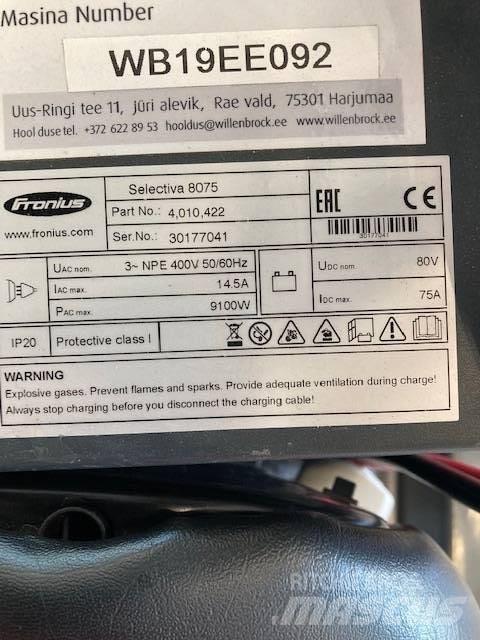 Masina Number
WB19EE092
Uus-Ringi tee 11, jüri alevik, Rae vald, 75301 Harjumaa
Hool duse tel. +372 622 89 53 hooldus@willenbrock.ee www.willenbrock.ee
Fronius
www.fronius.com
Selectiva 8075
Part No.: 4,010,422
Ser.No.: 30177041
EAC CE
30177041
UAC nom. 3~ NPE 400V 50/60Hz
IAC max. 14.5A
PAC max. 9100W
UDC nom. 80V
IDC max. 75A
IP20 Protective class I
WARNING
Explosive gases. Prevent flames and sparks. Provide adequate ventilation during charge!
Always stop charging before you disconnect the charging cable!
MASCUS